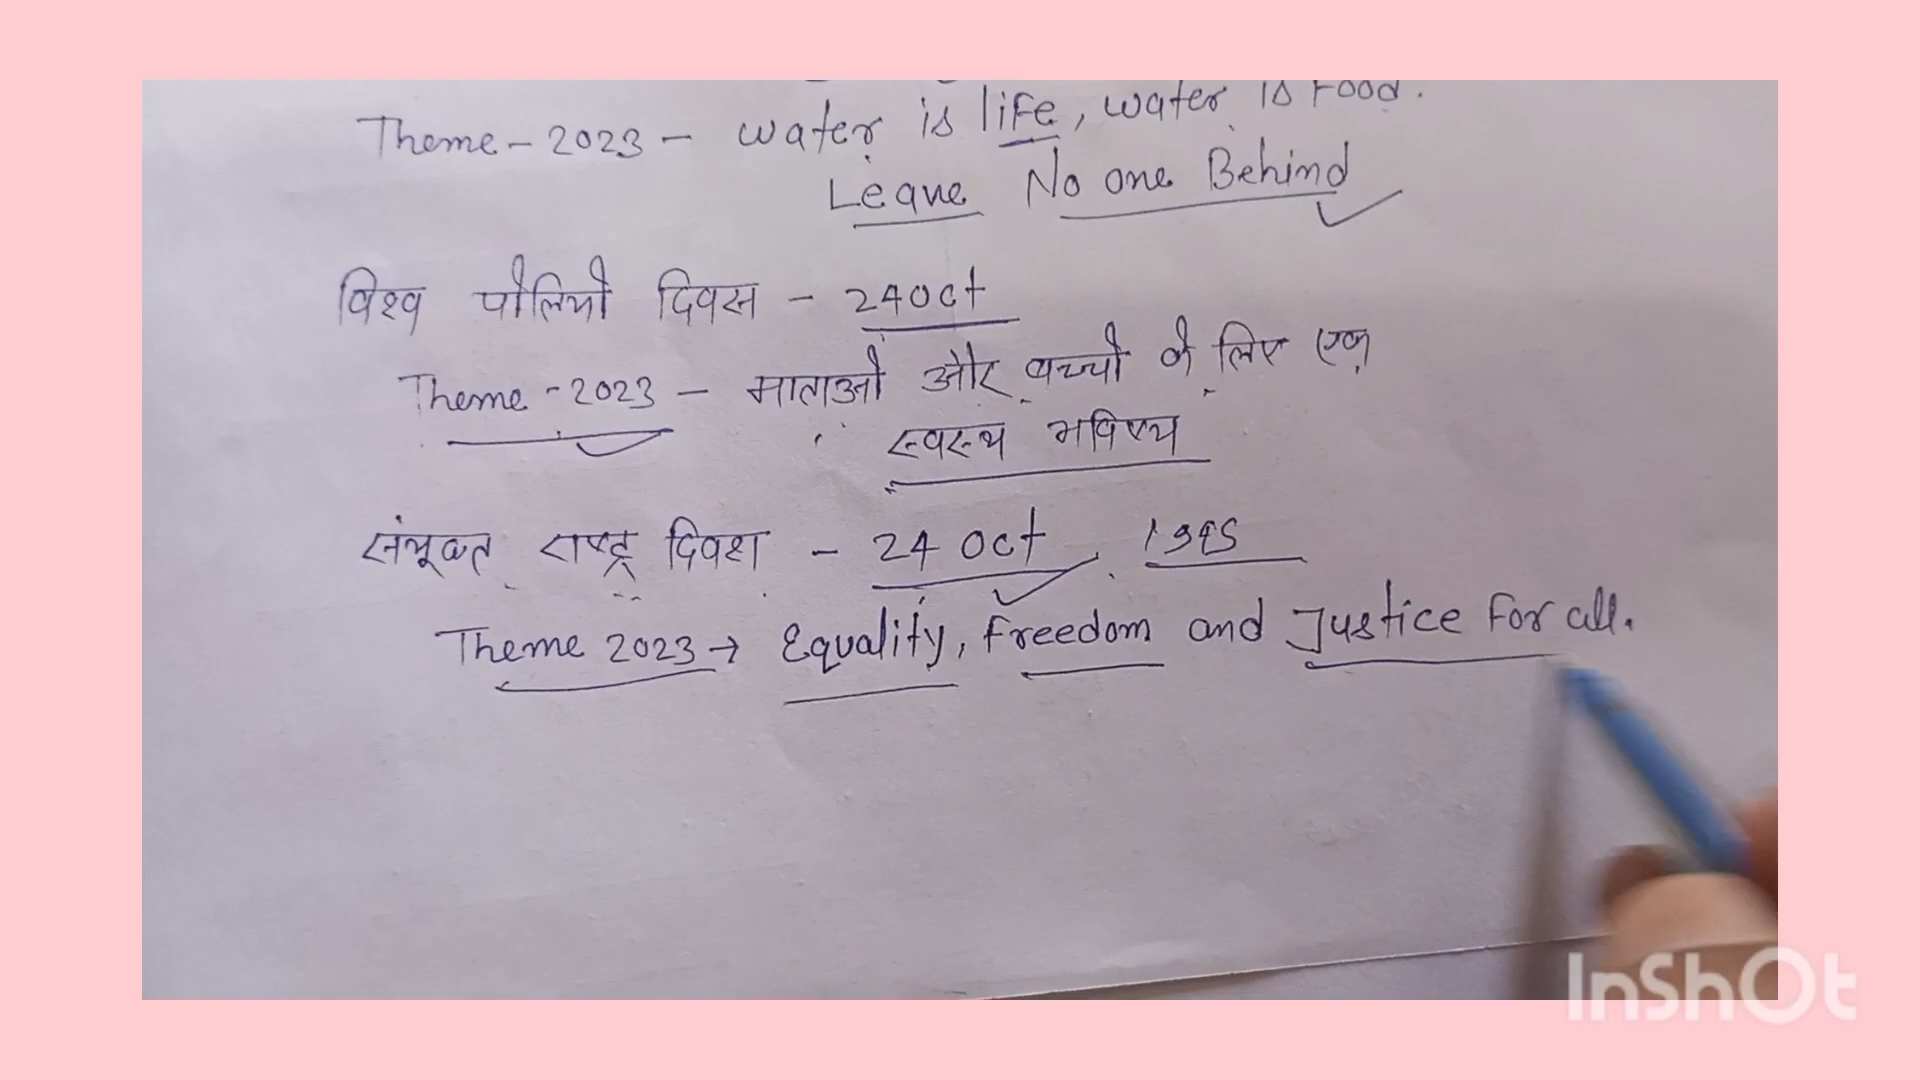 Theme - 2023 - water is life, water is Food.
Leave No one Behind
विश्व पोलियो दिवस - 24 Oct
Theme - 2023 - माताओ और बच्चो के लिए एक
स्वस्थ भविष्य
संयुक्त राष्ट्र दिवश - 24 Oct, 1945
Theme 2023 → Equality, Freedom and Justice For all.
InShOt